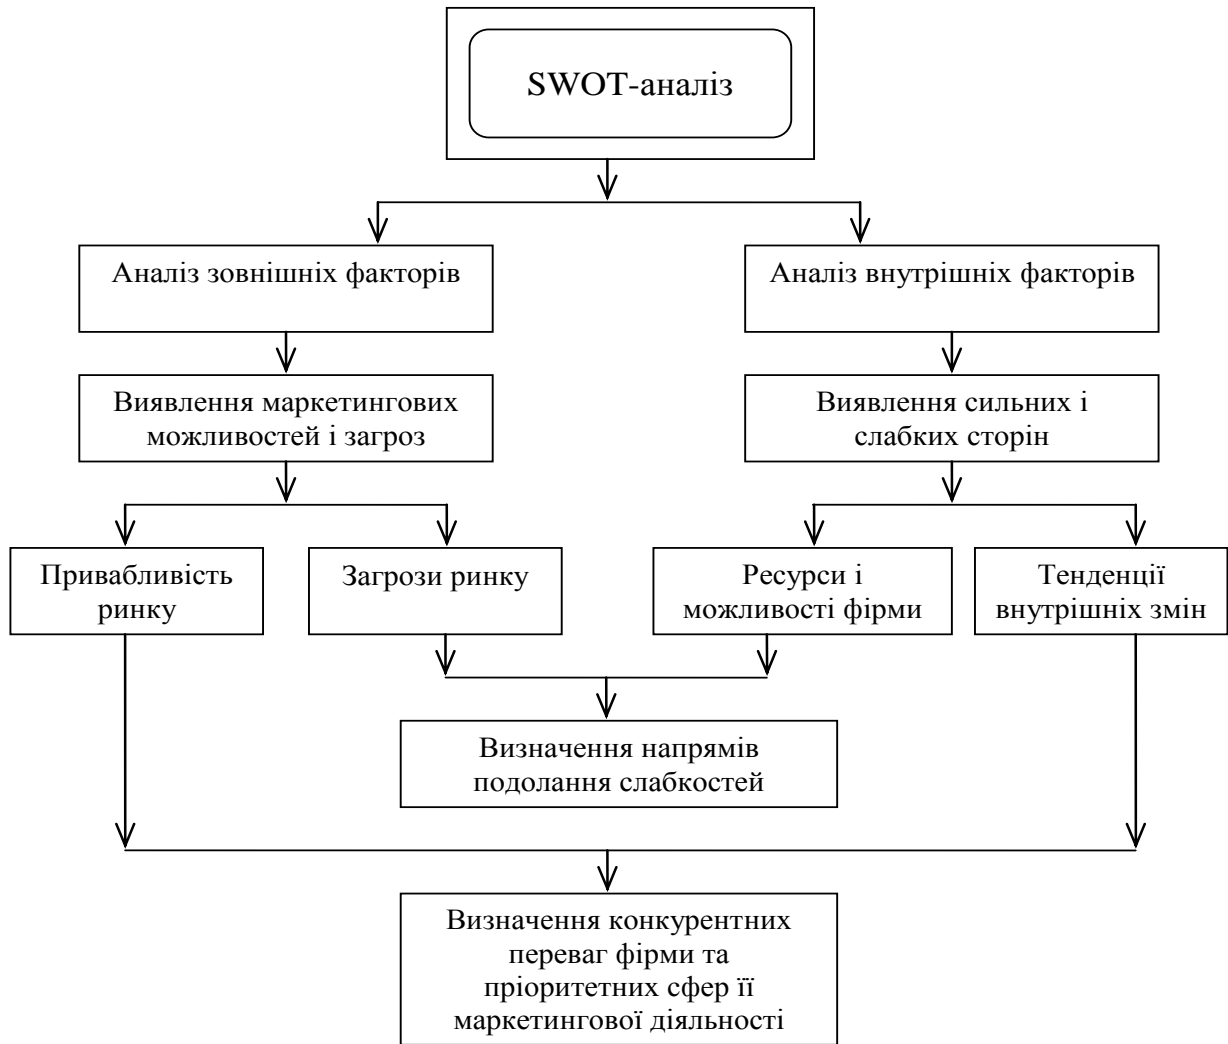 SWOT-аналіз
Аналіз зовнішніх факторів
Аналіз внутрішніх факторів
Виявлення маркетингових
можливостей і загроз
Виявлення сильних і
слабких сторін
Привабливість
ринку
Загрози ринку
Ресурси і
можливості фірми
Тенденції
внутрішніх змін
Визначення напрямів
подолання слабкостей
Визначення конкурентних
переваг фірми та
пріоритетних сфер її
маркетингової діяльності